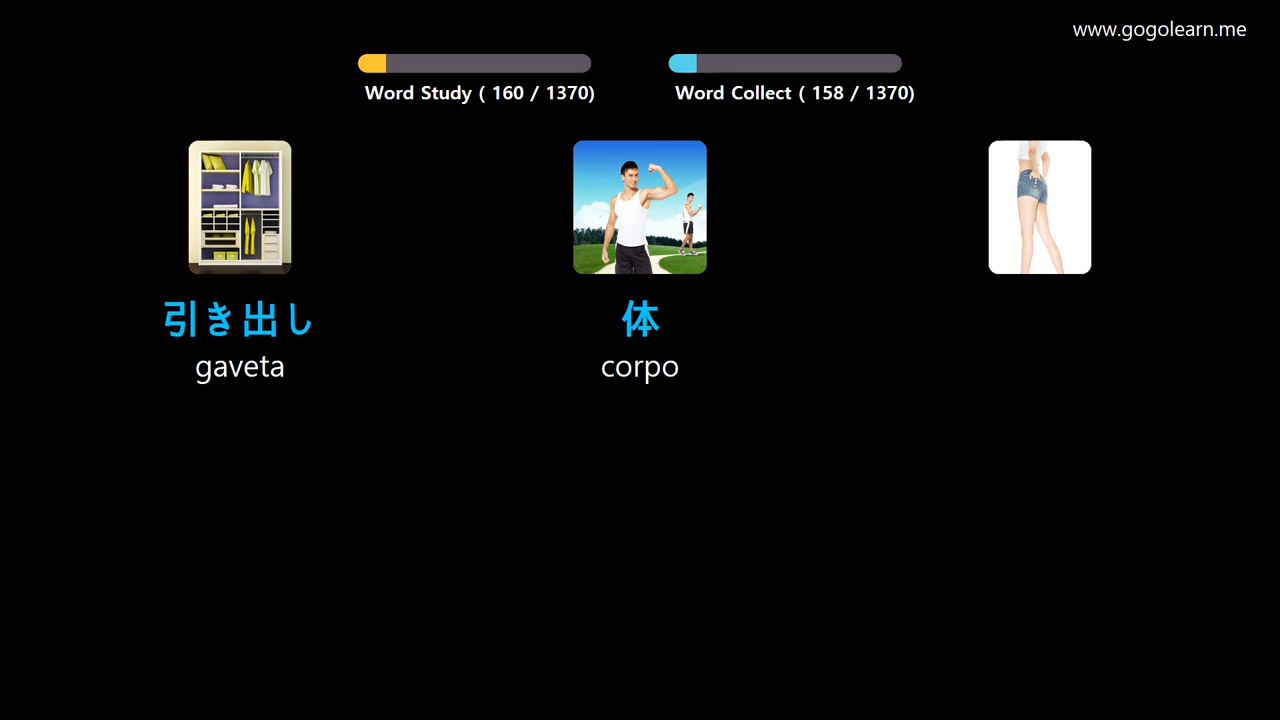 www.gogolearn.me
Word Study ( 160 / 1370)
Word Collect ( 158 / 1370)
引き出し
gaveta
体
corpo